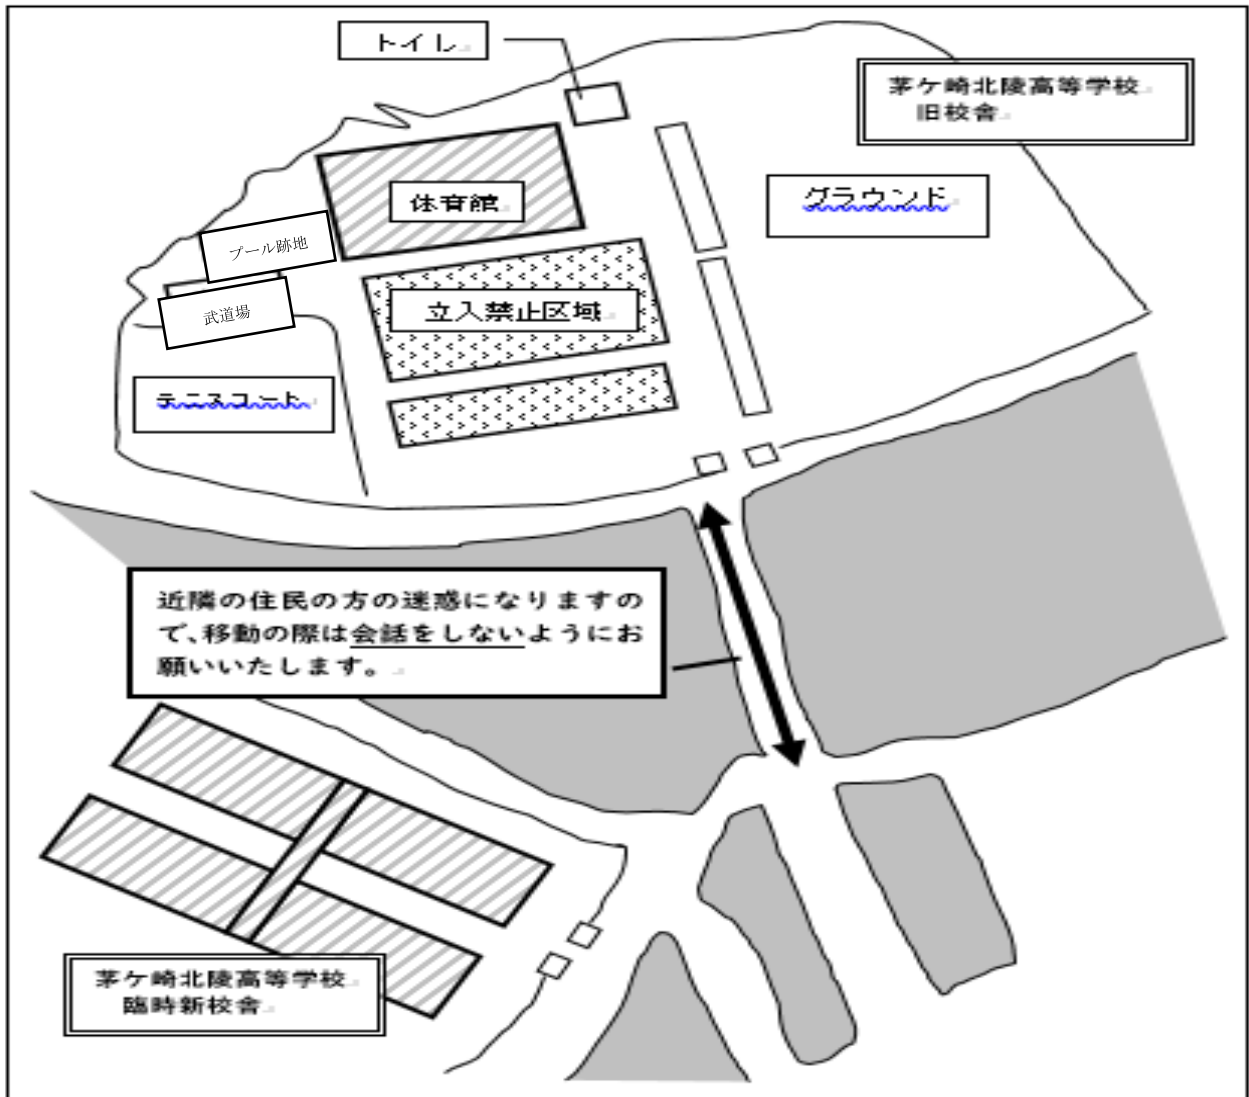 トイレ
茅ケ崎北陵高等学校
旧校舎
体育館
グラウンド
プール跡地
武道場
立入禁止区域
テニスコート
近隣の住民の方の迷惑になりますの
で、移動の際は会話をしないようにお
願いいたします。
茅ケ崎北陵高等学校
臨時新校舎